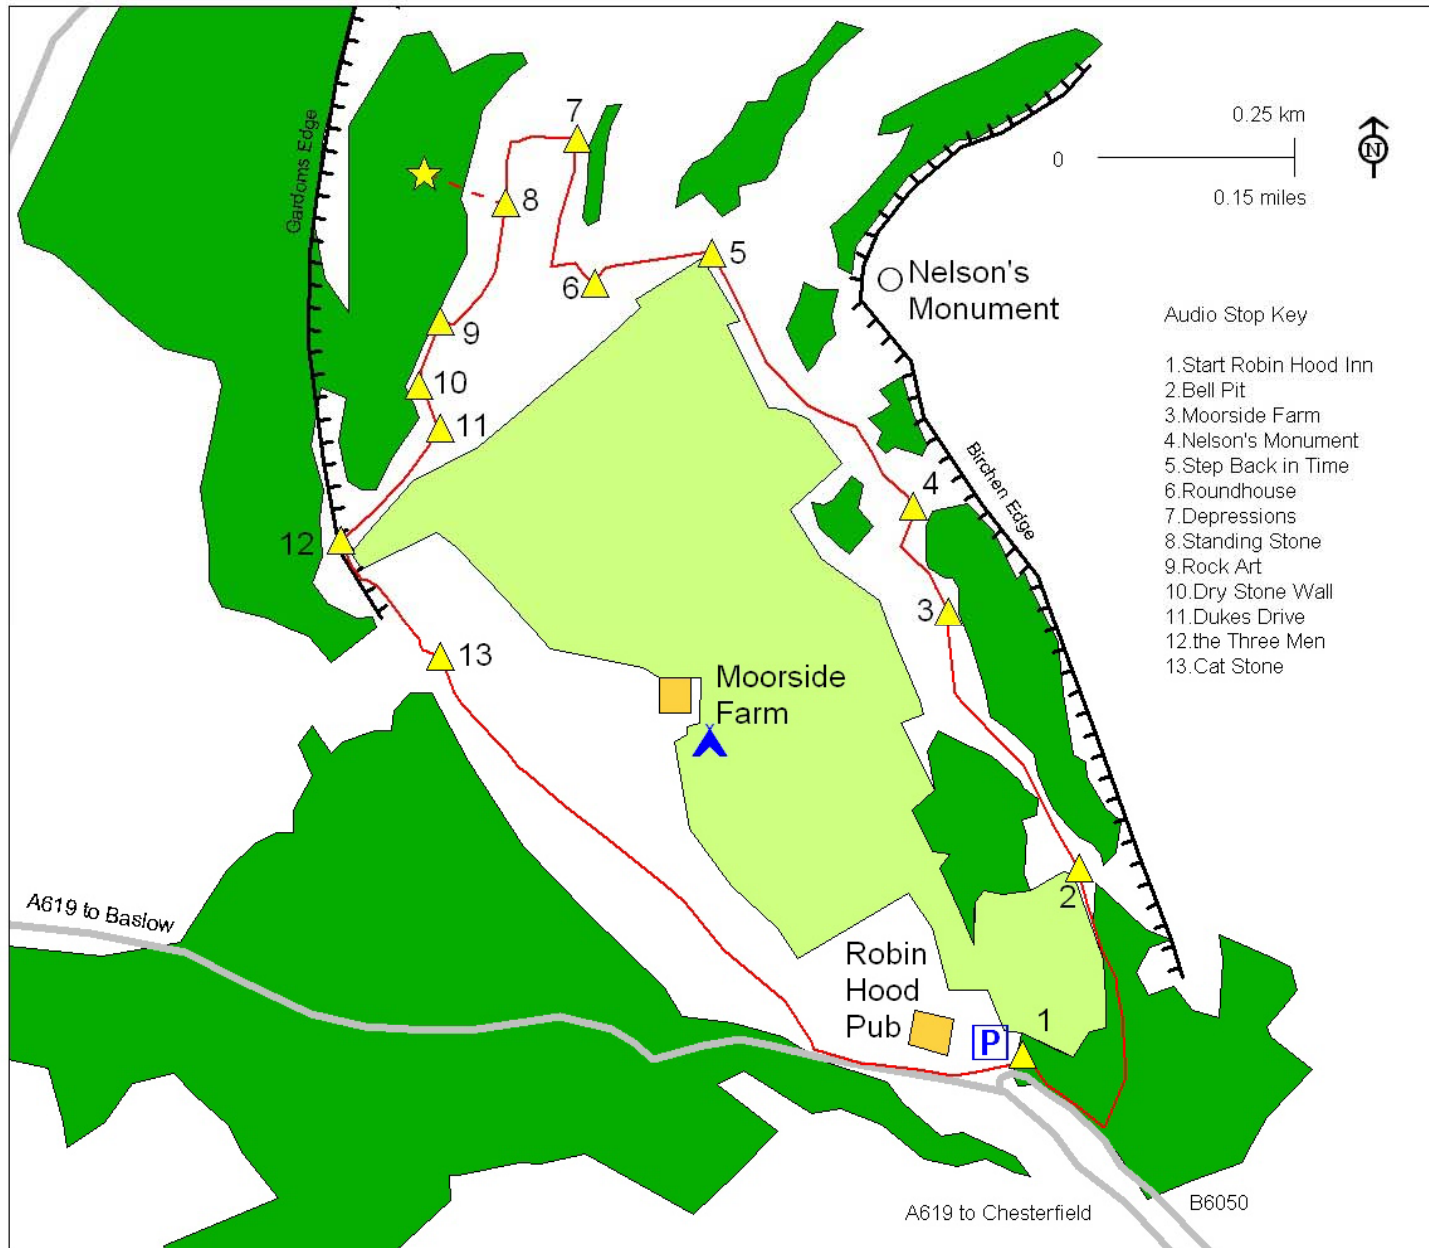 7
0.25 km
0
N
0.15 miles
Gardoms Edge
8
5
6
Nelson's
Monument
9
10
11
4
Birchen Edge
12
3
13
Moorside
Farm
2
A619 to Baslow
Robin
Hood
Pub
P
1
A619 to Chesterfield
B6050
Audio Stop Key
1.Start Robin Hood Inn
2.Bell Pit
3.Moorside Farm
4.Nelson's Monument
5.Step Back in Time
6.Roundhouse
7.Depressions
8.Standing Stone
9.Rock Art
10.Dry Stone Wall
11.Dukes Drive
12.the Three Men
13.Cat Stone